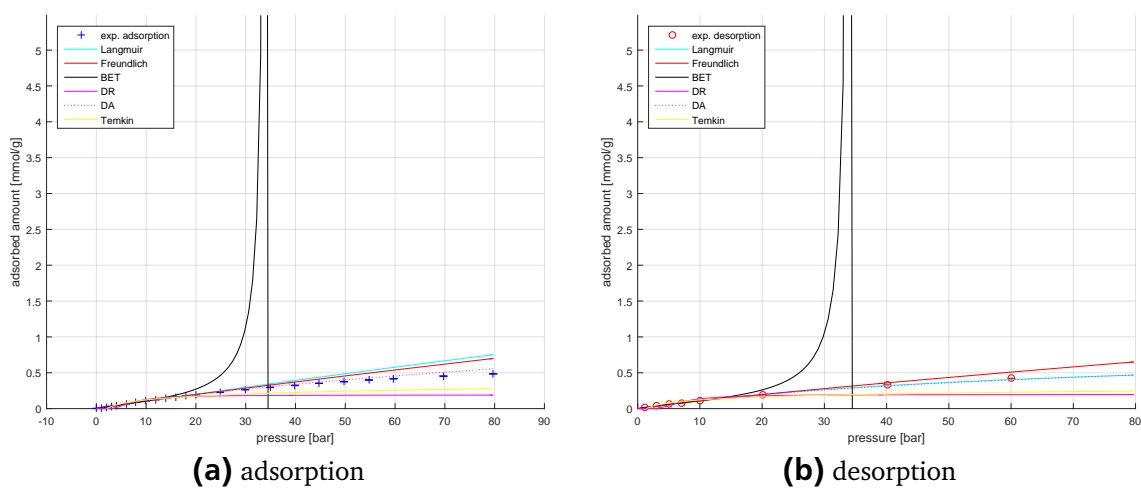 exp. adsorption
Langmuir
Freundlich
BET
DR
DA
Temkin
5
4.5
4
3.5
3
2.5
2
1.5
1
0.5
0
adsorbed amount [mmol/g]
-10 0 10 20 30 40 50 60 70 80 90
pressure [bar]
(a) adsorption
exp. desorption
Langmuir
Freundlich
BET
DR
DA
Temkin
5
4.5
4
3.5
3
2.5
2
1.5
1
0.5
0
adsorbed amount [mmol/g]
0 10 20 30 40 50 60 70 80
pressure [bar]
(b) desorption